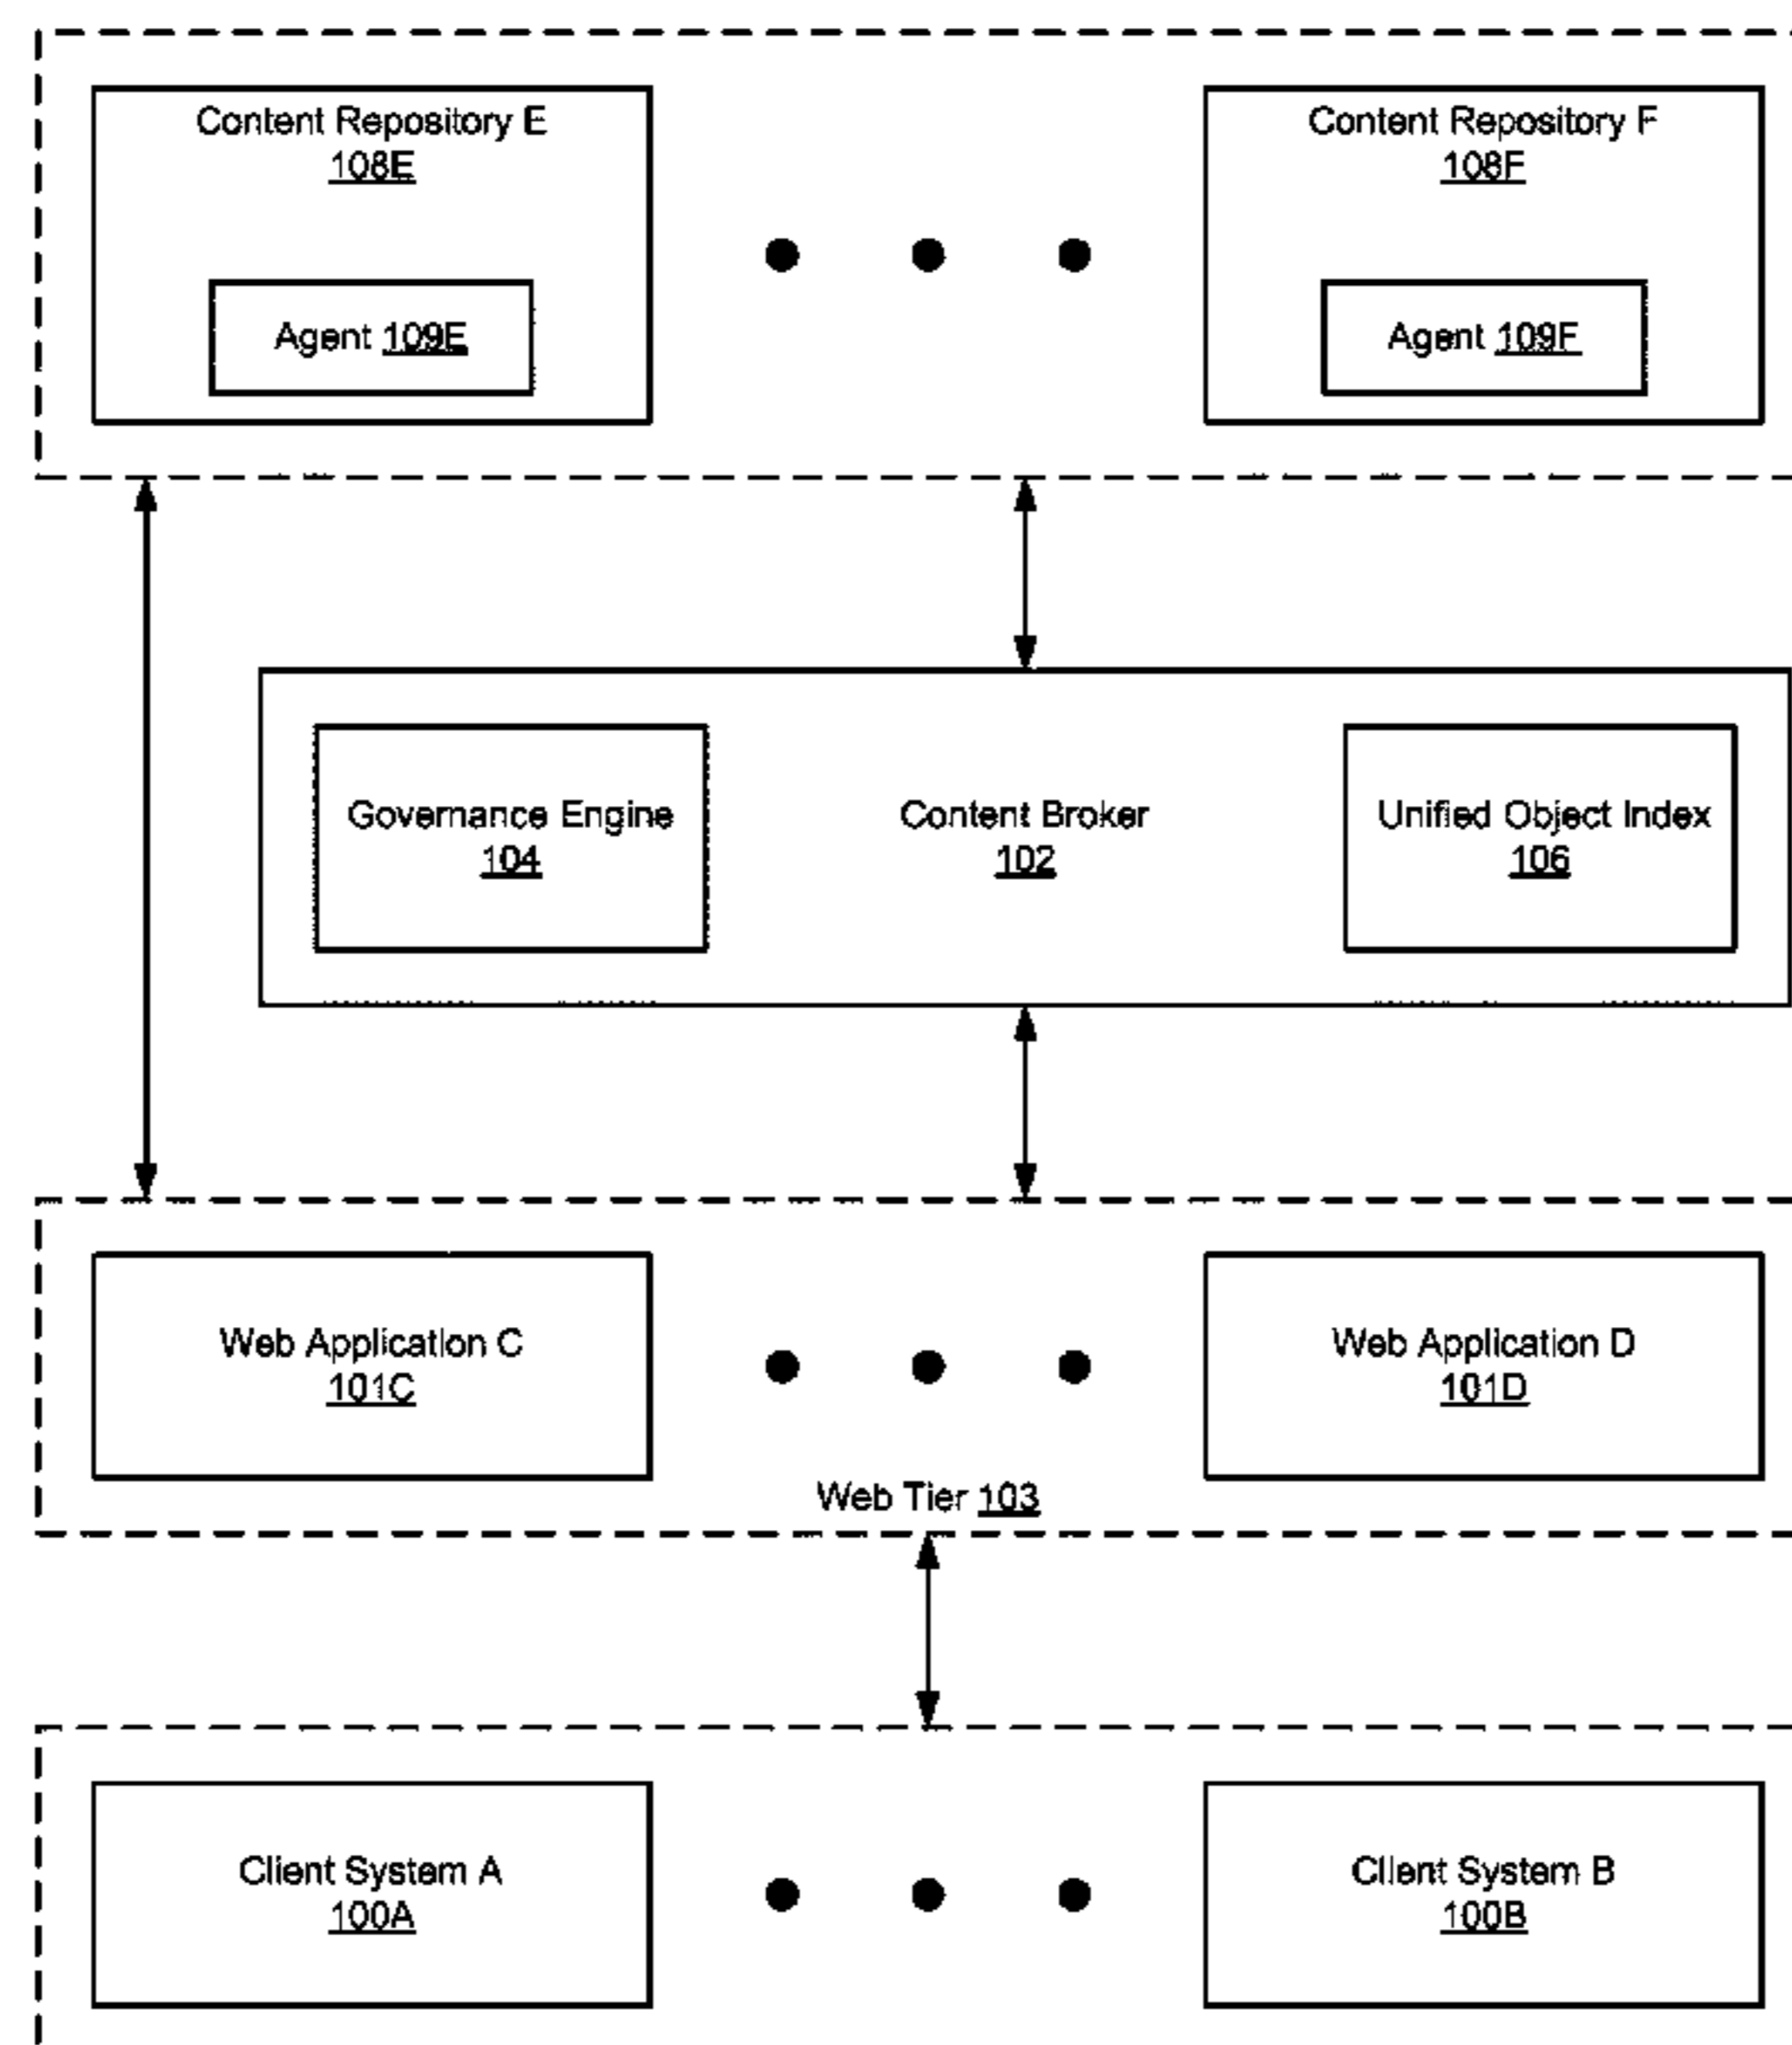 Content Repository E
108E
Content Repository F
108F
Agent 109E
Agent 109F
Governance Engine
104
Content Broker
102
Unified Object Index
106
Web Application C
101C
Web Application D
101D
Web Tier 103
Client System A
100A
Client System B
100B